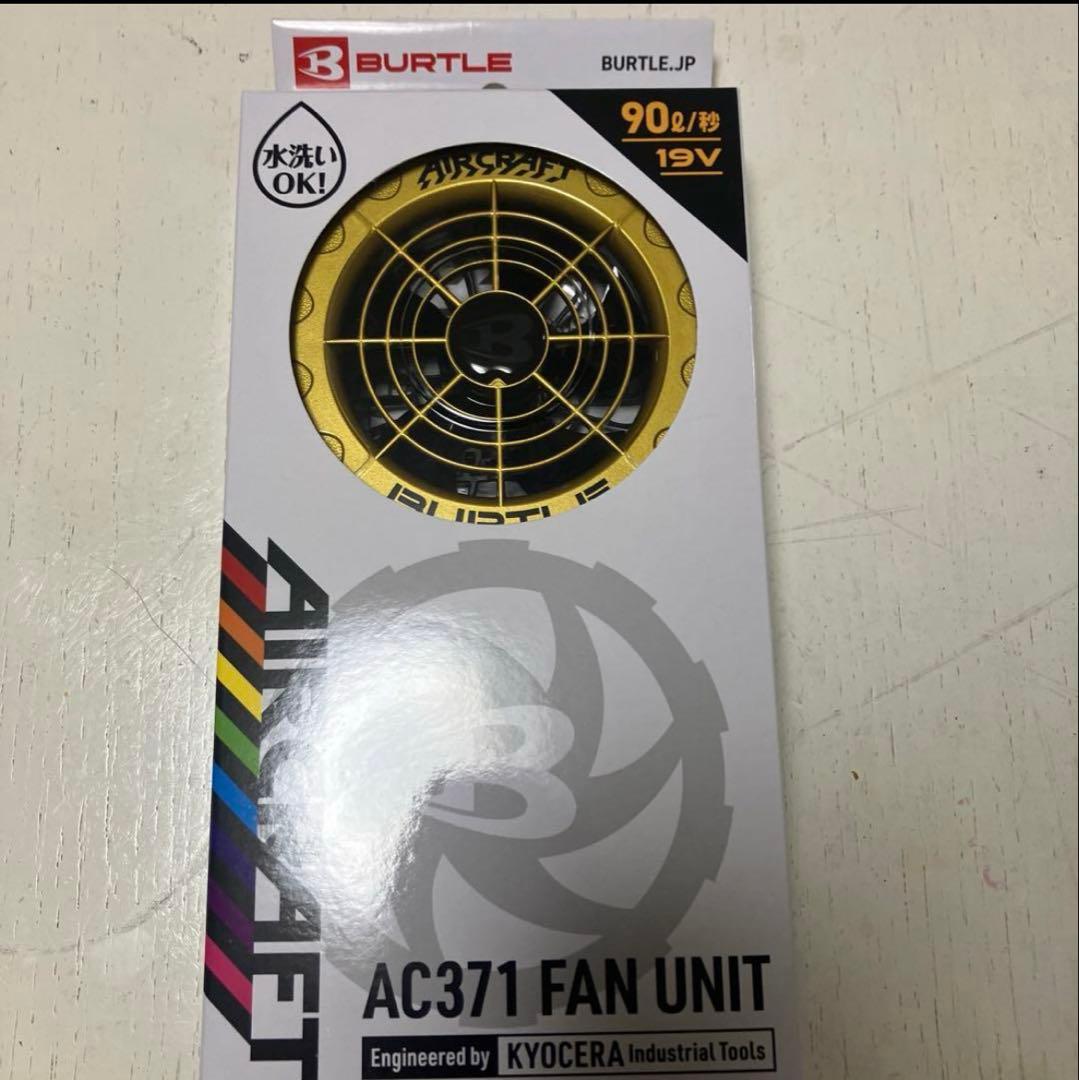 BURTLE
BURTLE.JP
水洗い
OK!
90ℓ/秒
19V
AIRCRAFT
BURTLE
AIRCRAFT
AC371 FAN UNIT
Engineered by KYOCERA Industrial Tools